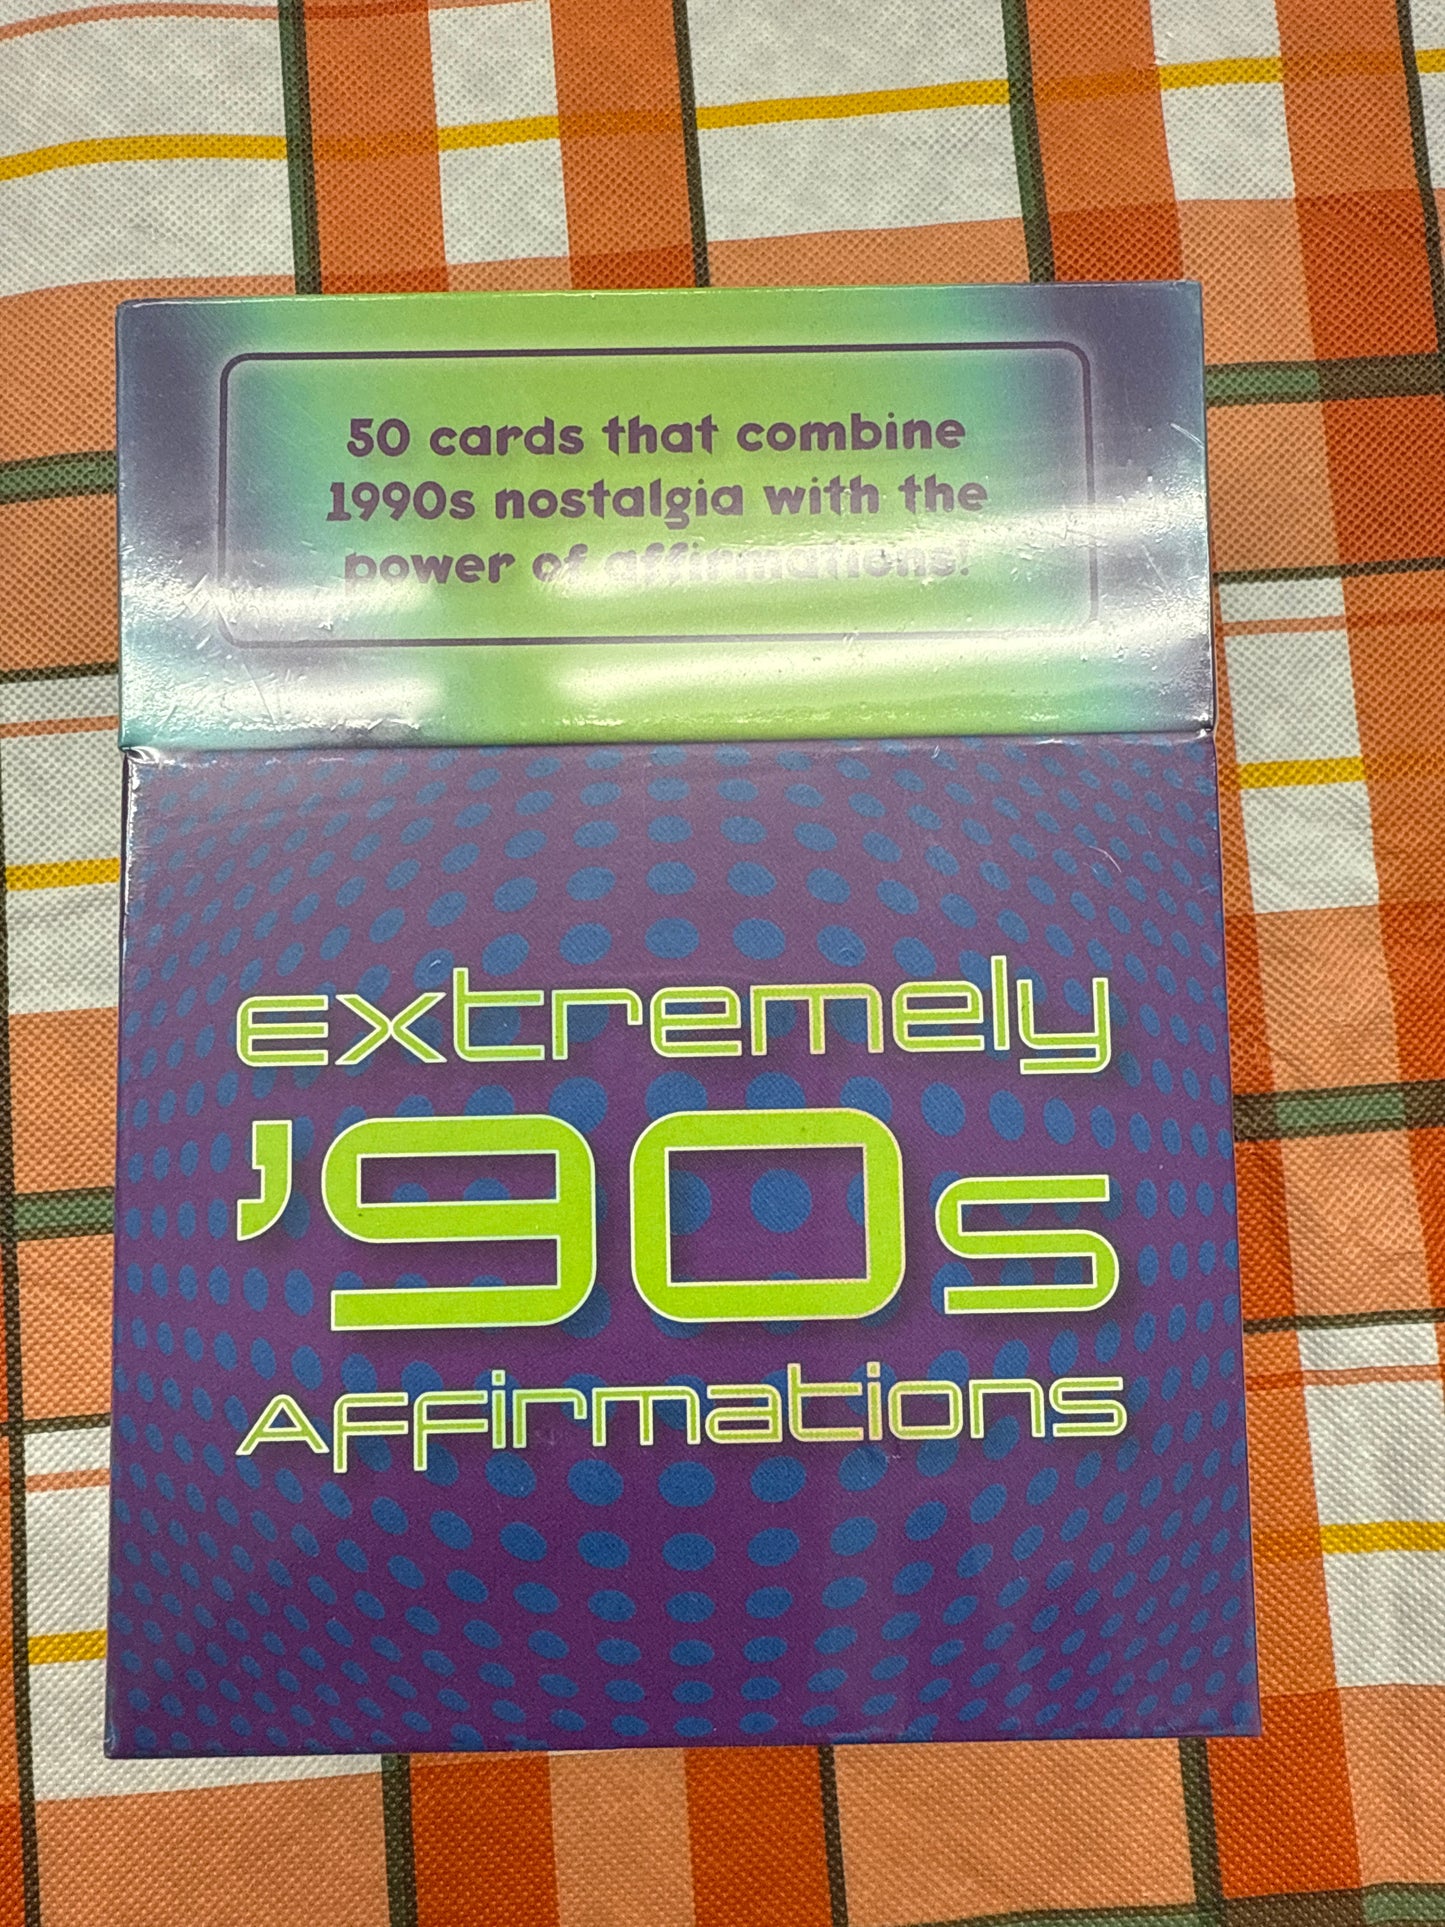 50 cards that combine
1990s nostalgia with the
power of affirmations!
Extremely
'90s
Affirmations